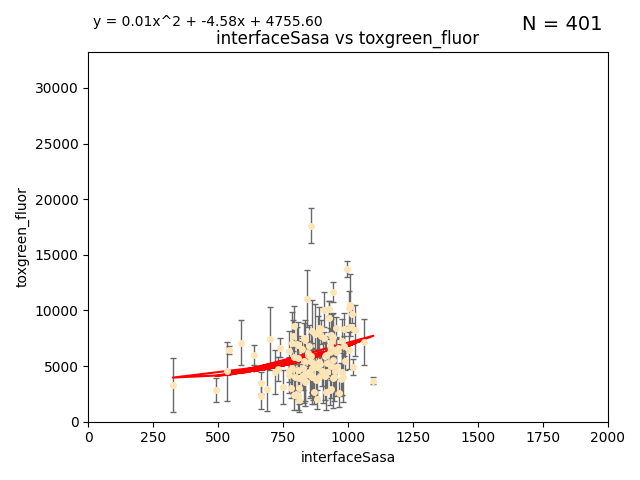 y = 0.01x^2 + -4.58x + 4755.60
N = 401
interfaceSasa vs toxgreen_fluor
30000
25000
20000
15000
10000
5000
0
toxgreen_fluor
0 250 500 750 1000 1250 1500 1750 2000
interfaceSasa